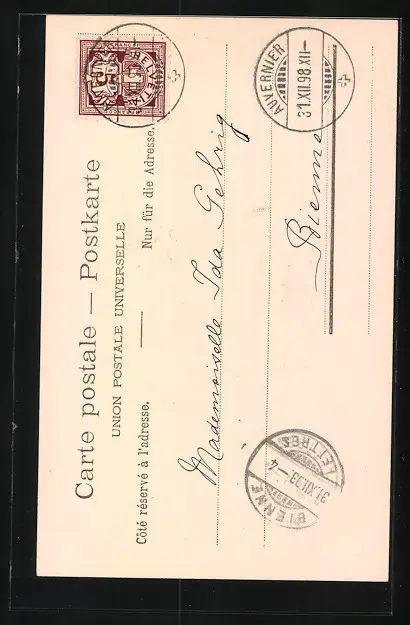 Carte postale — Postkarte
UNION POSTALE UNIVERSELLE
Côté réservé à l'adresse. — Nur für die Adresse.
HELVETIA
AUVERNIER
31.XII.98.XII–
Mademoiselle Ida Gehrig
Bienne
BIENNE
31.XII.98–4
LETTRES